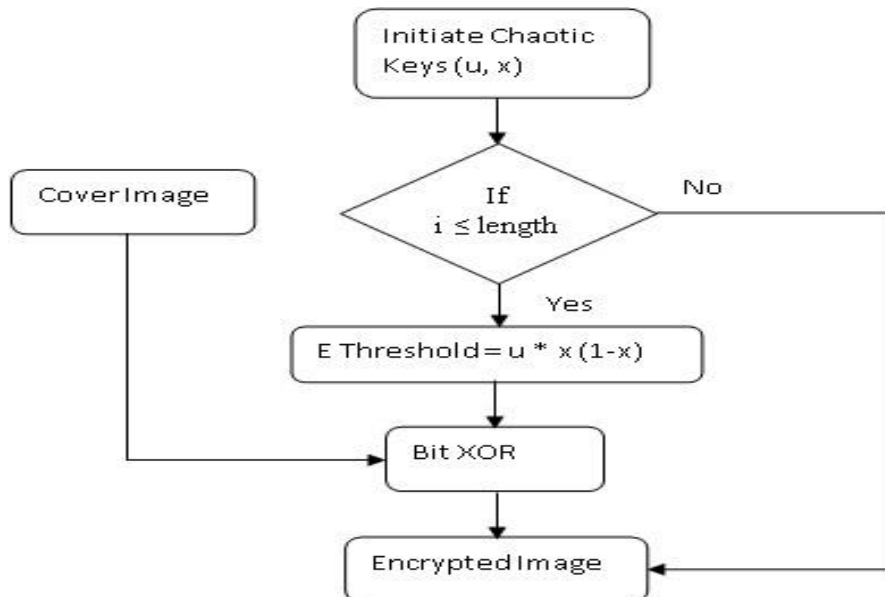 Initiate Chaotic
Keys (u, x)
Cover Image
If
i ≤ length
No
Yes
E Threshold = u * x (1-x)
Bit XOR
Encrypted Image